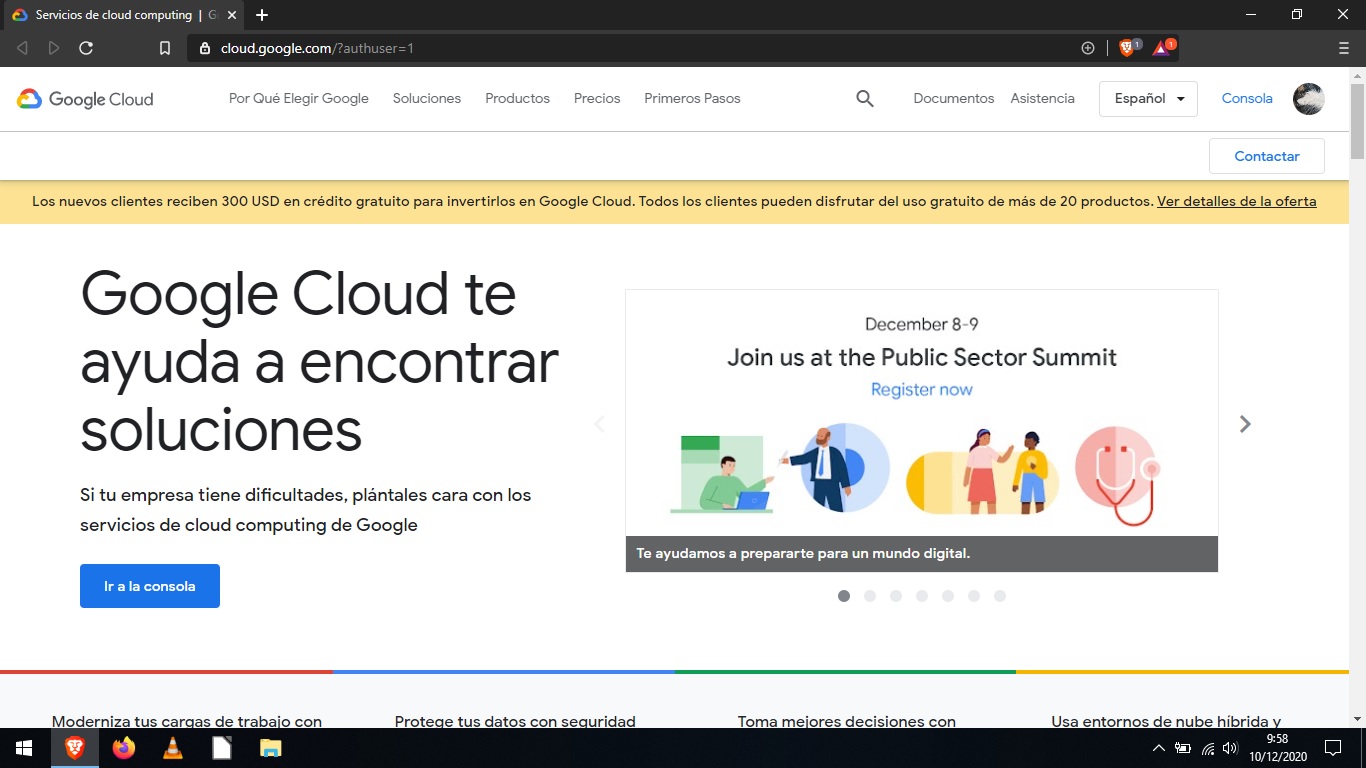 Servicios de cloud computing | G
cloud.google.com/?authuser=1
1
1
Google Cloud
Por Qué Elegir Google
Soluciones
Productos
Precios
Primeros Pasos
Documentos
Asistencia
Español
Consola
Contactar
Los nuevos clientes reciben 300 USD en crédito gratuito para invertirlos en Google Cloud. Todos los clientes pueden disfrutar del uso gratuito de más de 20 productos. Ver detalles de la oferta
Google Cloud te
ayuda a encontrar
soluciones
Si tu empresa tiene dificultades, plántales cara con los
servicios de cloud computing de Google
Ir a la consola
December 8-9
Join us at the Public Sector Summit
Register now
Te ayudamos a prepararte para un mundo digital.
Moderniza tus cargas de trabajo con
Protege tus datos con seguridad
Toma mejores decisiones con
Usa entornos de nube híbrida y
9:58
10/12/2020